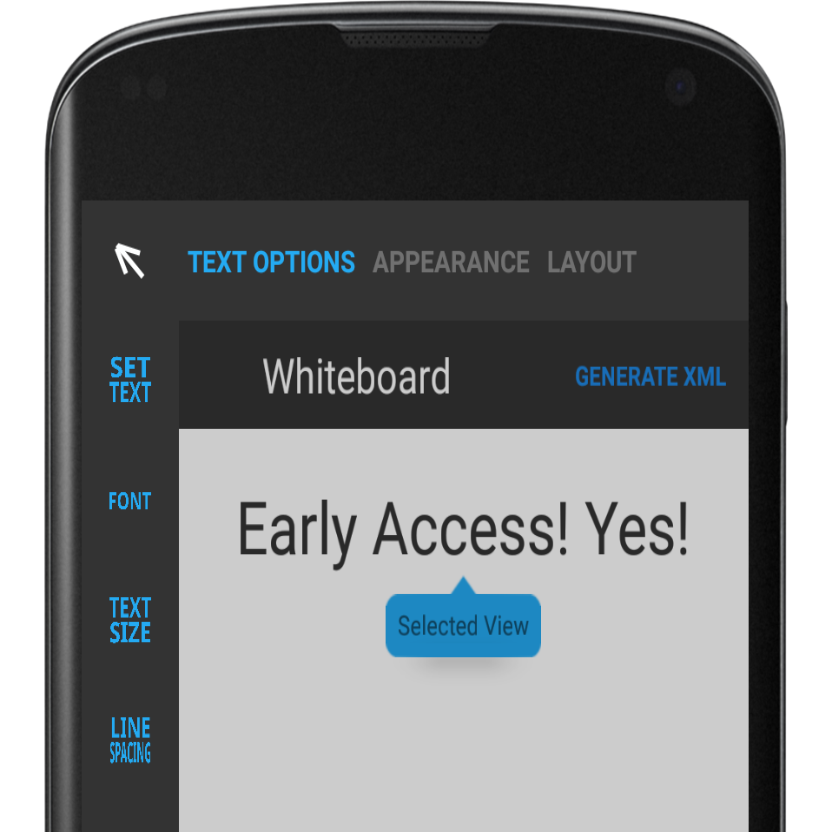 TEXT OPTIONS APPEARANCE LAYOUT
Whiteboard GENERATE XML
SET
TEXT
FONT
TEXT
SIZE
LINE
SPACING
Early Access! Yes!
Selected View